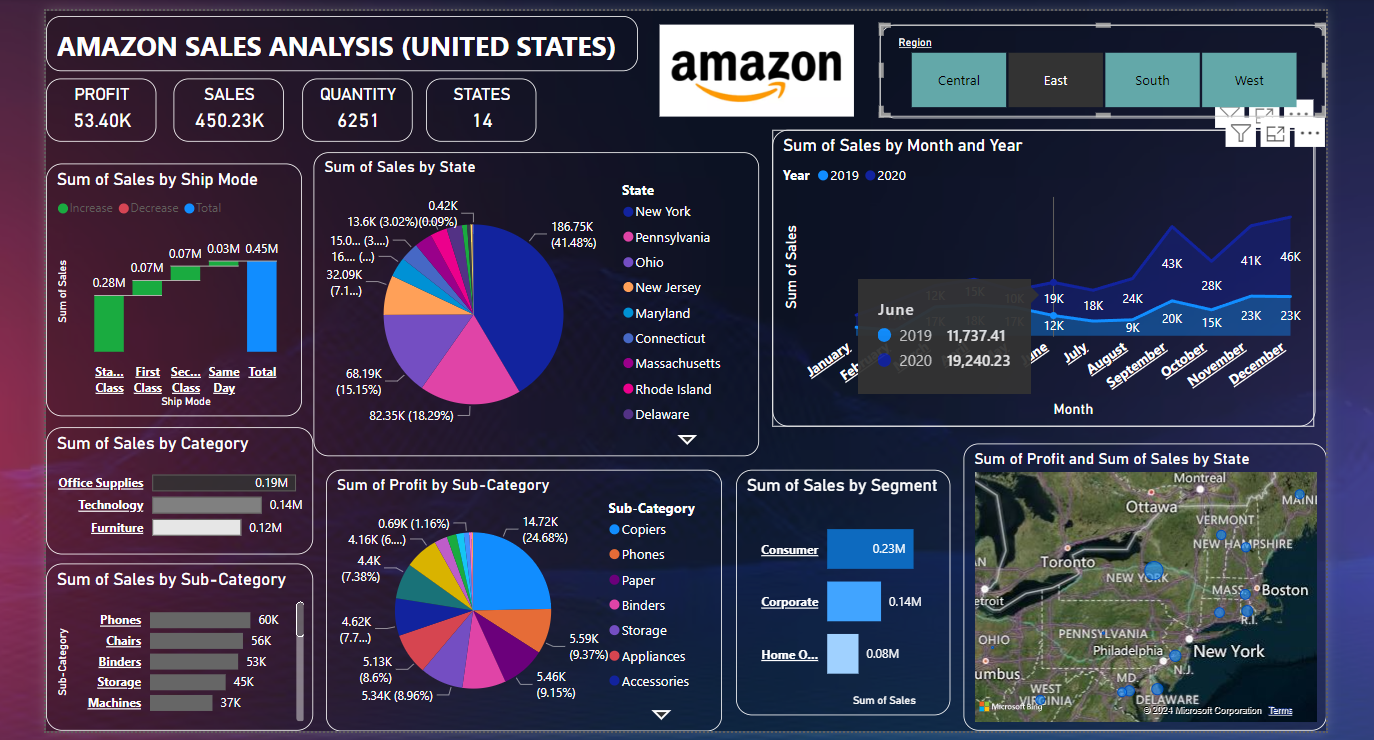 AMAZON SALES ANALYSIS (UNITED STATES)
amazon
Region
Central
East
South
West
PROFIT
53.40K
SALES
450.23K
QUANTITY
6251
STATES
14
Sum of Sales by Ship Mode
Increase
Decrease
Total
Sum of Sales
0.28M
0.07M
0.07M
0.03M
0.45M
Sta...
Class
First
Class
Sec...
Class
Same
Day
Total
Ship Mode
Sum of Sales by State
0.42K
(0.09%)
13.6K (3.02%)
15.0... (3....)
16.... (...)
32.09K
(7.1...)
68.19K
(15.15%)
82.35K (18.29%)
186.75K
(41.48%)
State
New York
Pennsylvania
Ohio
New Jersey
Maryland
Connecticut
Massachusetts
Rhode Island
Delaware
Sum of Sales by Month and Year
Year
2019
2020
Sum of Sales
12K
15K
10K
19K
18K
24K
43K
28K
41K
46K
12K
9K
20K
15K
23K
23K
June
2019 11,737.41
2020 19,240.23
January
June
July
August
September
October
November
December
Month
Sum of Sales by Category
Office Supplies
0.19M
Technology
0.14M
Furniture
0.12M
Sum of Sales by Sub-Category
Sub-Category
Phones
60K
Chairs
56K
Binders
53K
Storage
45K
Machines
37K
Sum of Profit by Sub-Category
0.69K (1.16%)
4.16K (6....)
4.4K
(7.38%)
4.62K
(7.7...)
5.13K
(8.6%)
5.34K (8.96%)
5.46K
(9.15%)
5.59K
(9.37%)
14.72K
(24.68%)
Sub-Category
Copiers
Phones
Paper
Binders
Storage
Appliances
Accessories
Sum of Sales by Segment
Consumer
0.23M
Corporate
0.14M
Home O...
0.08M
Sum of Sales
Sum of Profit and Sum of Sales by State
Montreal
Ottawa
MAIN
VERMONT
NEW HAMPSHIRE
Toronto
NEW YORK
MASS.
Boston
R.I.
etroit
OHIO
PENNSYLVANIA
Philadelphia
New York
N.J.
umbus
MD.
WEST
VIRGINIA
DELAWARE
Microsoft Bing
© 2024 Microsoft Corporation
Terms